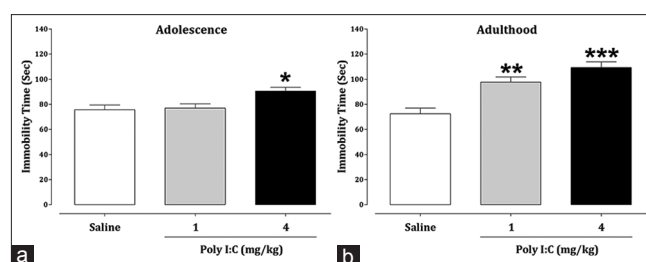 Adolescence
Immobility Time (Sec)
140
120
100
80
60
40
20
0
*
Saline
1
4
Poly I:C (mg/kg)
a
Adulthood
Immobility Time (Sec)
140
120
100
80
60
40
20
0
**
***
Saline
1
4
Poly I:C (mg/kg)
b